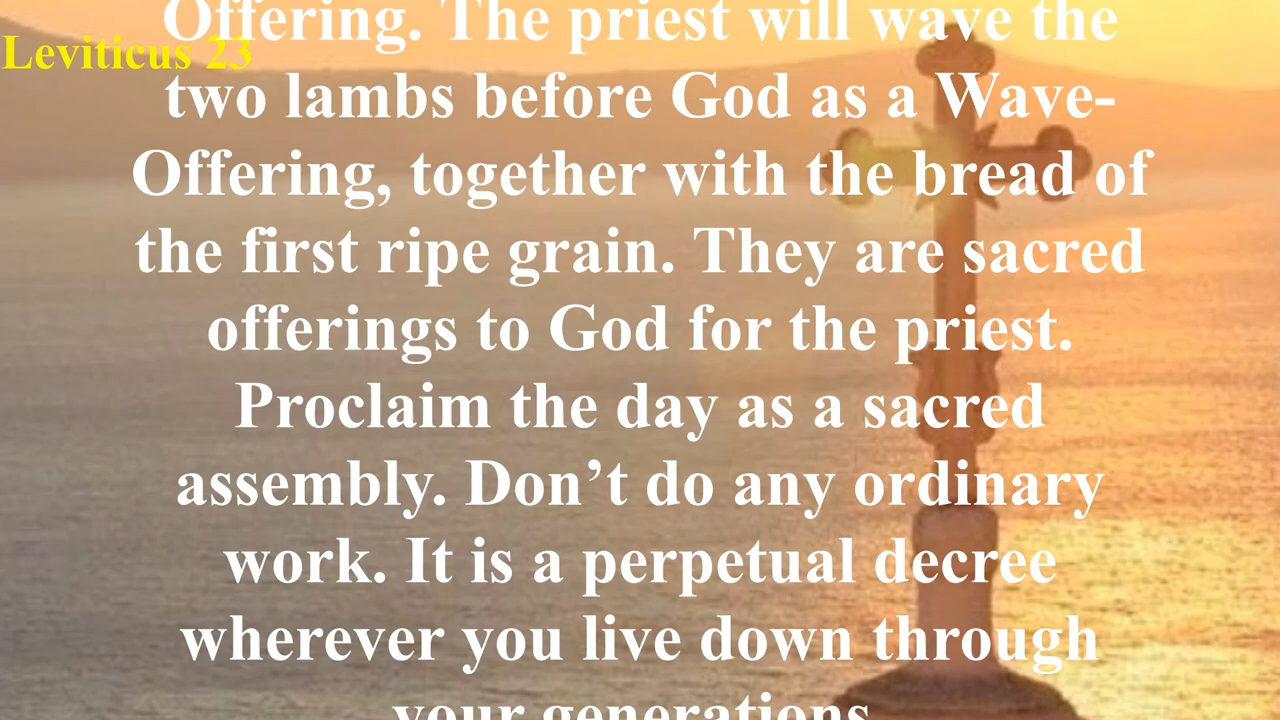 Leviticus 23
Offering. The priest will wave the
two lambs before God as a Wave-
Offering, together with the bread of
the first ripe grain. They are sacred
offerings to God for the priest.
Proclaim the day as a sacred
assembly. Don’t do any ordinary
work. It is a perpetual decree
wherever you live down through
your generations.